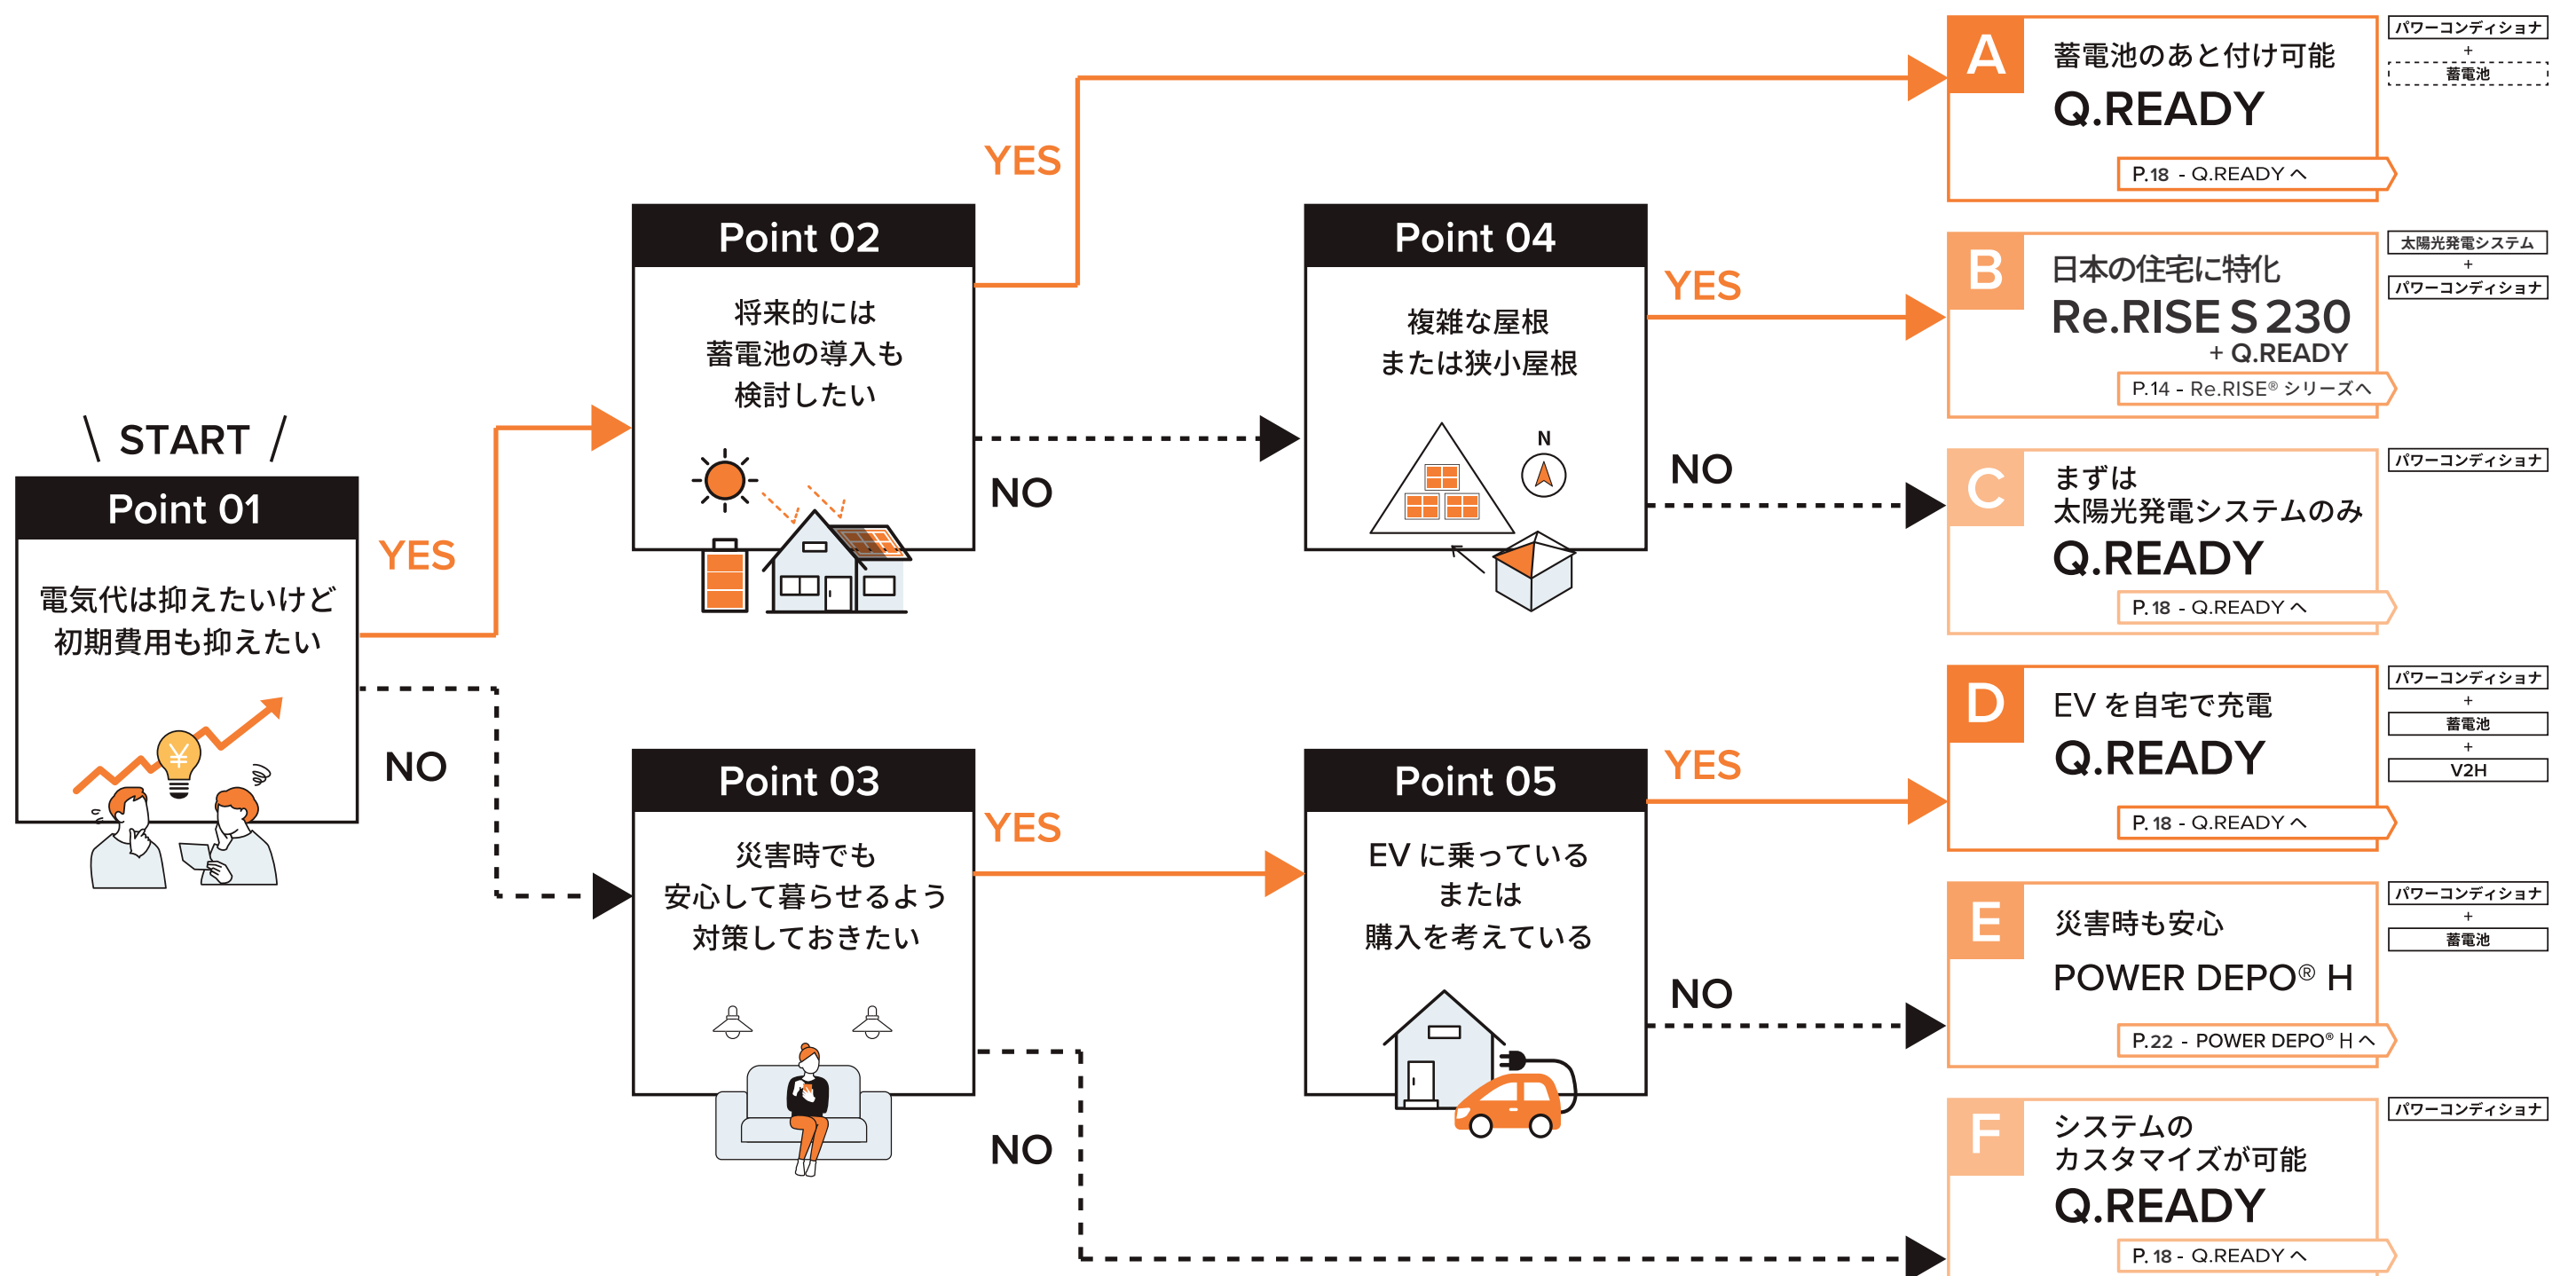 START
Point 01
電気代は抑えたいけど
初期費用も抑えたい
YES
NO
Point 02
将来的には
蓄電池の導入も
検討したい
YES
NO
Point 03
災害時でも
安心して暮らせるよう
対策しておきたい
YES
NO
Point 04
複雑な屋根
または狭小屋根
N
YES
NO
Point 05
EV に乗っている
または
購入を考えている
YES
NO
A
蓄電池のあと付け可能
Q.READY
P.18 - Q.READY へ
パワーコンディショナ
+
蓄電池
B
日本の住宅に特化
Re.RISE S 230
+ Q.READY
P.14 - Re.RISE® シリーズへ
太陽光発電システム
+
パワーコンディショナ
C
まずは
太陽光発電システムのみ
Q.READY
P.18 - Q.READY へ
パワーコンディショナ
D
EV を自宅で充電
Q.READY
P.18 - Q.READY へ
パワーコンディショナ
+
蓄電池
+
V2H
E
災害時も安心
POWER DEPO® H
P.22 - POWER DEPO® H へ
パワーコンディショナ
+
蓄電池
F
システムの
カスタマイズが可能
Q.READY
P.18 - Q.READY へ
パワーコンディショナ